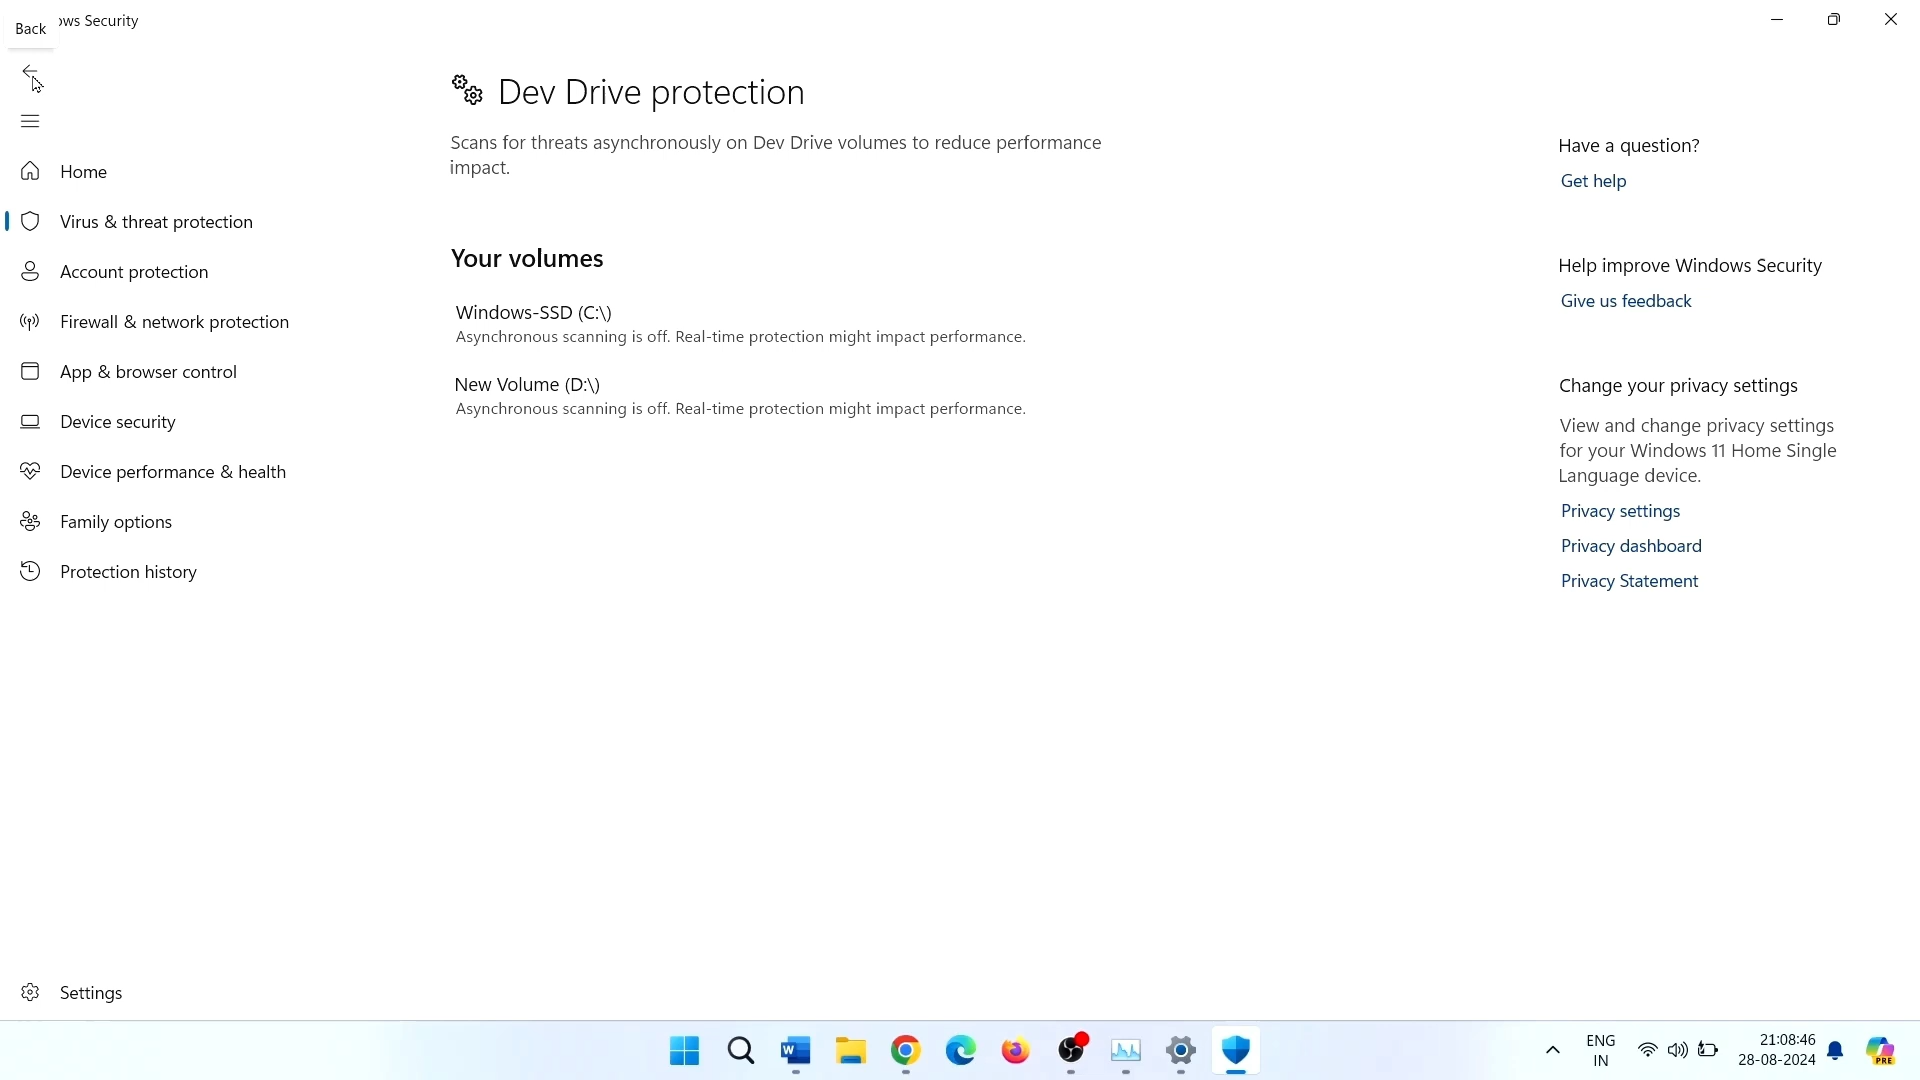 Back
ows Security
Home
Virus & threat protection
Account protection
Firewall & network protection
App & browser control
Device security
Device performance & health
Family options
Protection history
Settings
Dev Drive protection
Scans for threats asynchronously on Dev Drive volumes to reduce performance
impact.
Your volumes
Windows-SSD (C:\)
Asynchronous scanning is off. Real-time protection might impact performance.
New Volume (D:\)
Asynchronous scanning is off. Real-time protection might impact performance.
Have a question?
Get help
Help improve Windows Security
Give us feedback
Change your privacy settings
View and change privacy settings
for your Windows 11 Home Single
Language device.
Privacy settings
Privacy dashboard
Privacy Statement
W
ENG
IN
21:08:46
28-08-2024
PRE